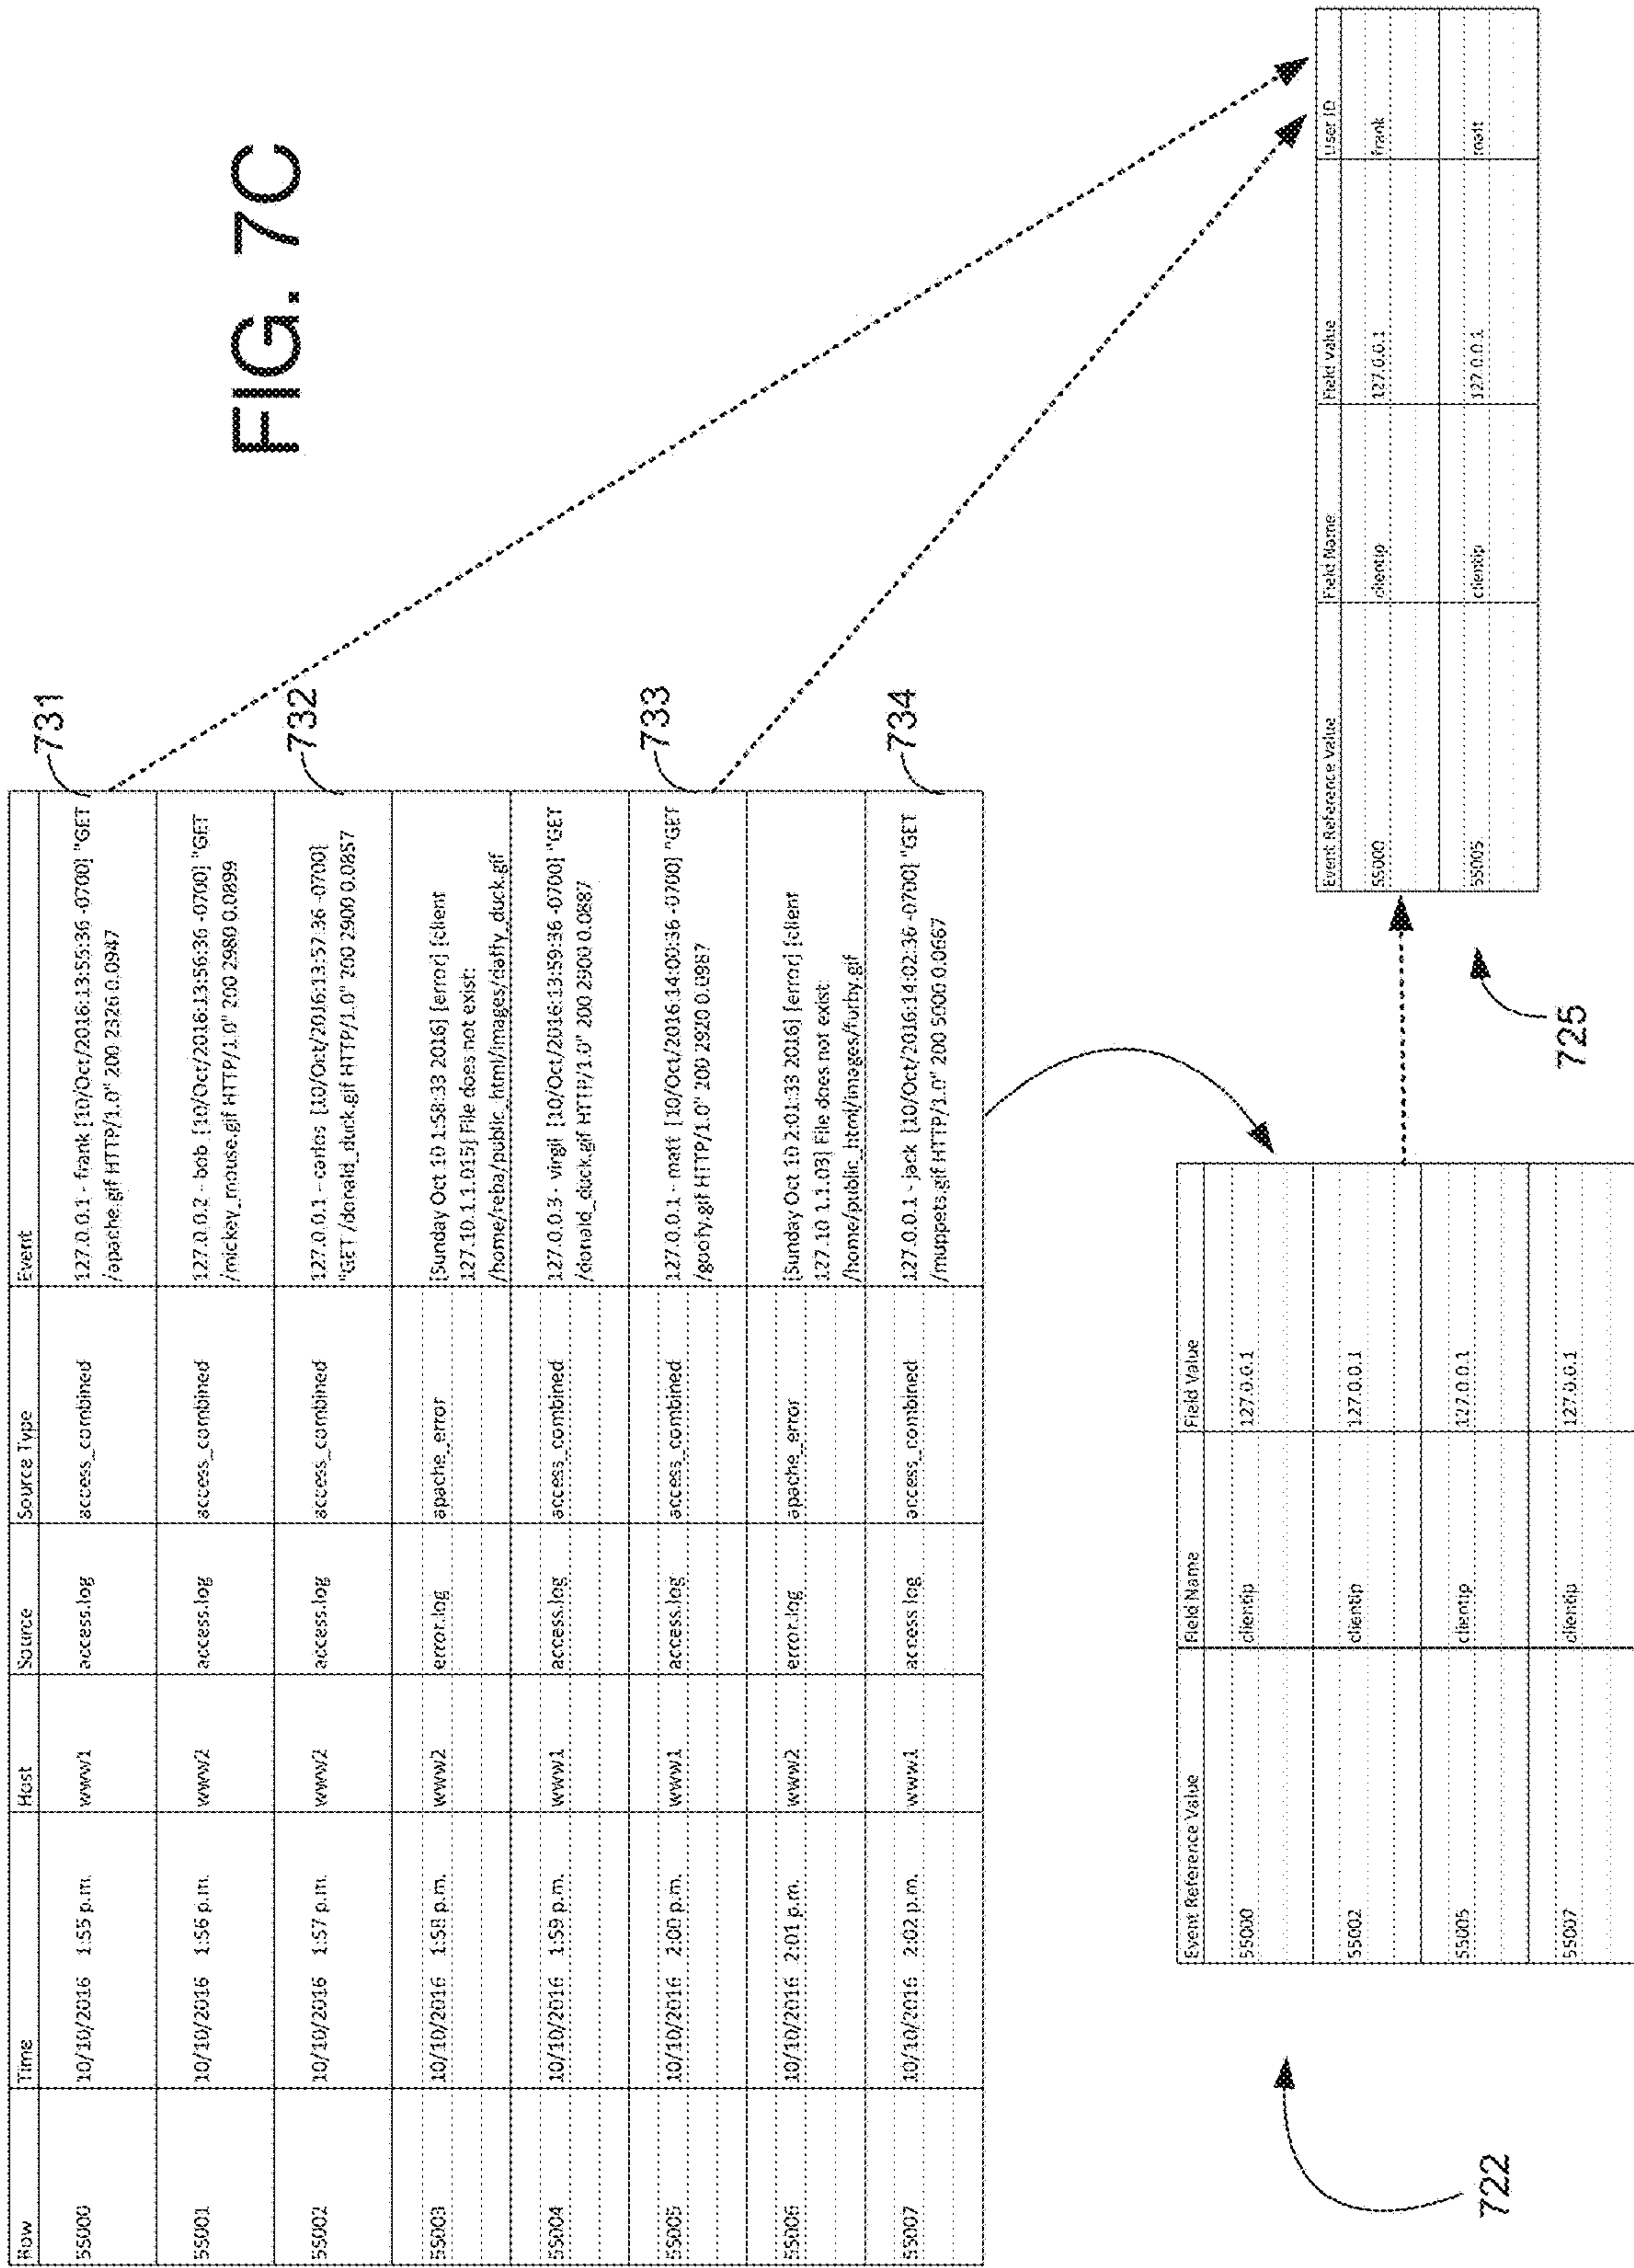 FIG. 7C
Row Time Host Source Source Type Event
55000 10/10/2016 1:55 p.m. www1 access.log access_combined 127.0.0.1 - frank [10/Oct/2016:13:55:36 -0700] "GET
/apache.gif HTTP/1.0" 200 2326 0.0947
731
55001 10/10/2016 1:56 p.m. www2 access.log access_combined 127.0.0.2 - bob [10/Oct/2016:13:56:36 -0700] "GET
/mickey_mouse.gif HTTP/1.0" 200 2980 0.0899
55002 10/10/2016 1:57 p.m. www2 access.log access_combined 127.0.0.1 - carlos [10/Oct/2016:13:57:36 -0700]
"GET /donald_duck.gif HTTP/1.0" 200 2900 0.0857
732
55003 10/10/2016 1:58 p.m. www2 error.log apache_error [Sunday Oct 10 1:58:33 2016] [error] [client
127.10.1.1.015] File does not exist:
/home/reba/public_html/images/daffy_duck.gif
55004 10/10/2016 1:59 p.m. www1 access.log access_combined 127.0.0.3 - virgil [10/Oct/2016:13:59:36 -0700] "GET
/donald_duck.gif HTTP/1.0" 200 2900 0.0887
55005 10/10/2016 2:00 p.m. www1 access.log access_combined 127.0.0.1 - matt [10/Oct/2016:14:00:36 -0700] "GET
/goofy.gif HTTP/1.0" 200 2920 0.0987
733
55006 10/10/2016 2:01 p.m. www2 error.log apache_error [Sunday Oct 10 2:01:33 2016] [error] [client
127.10.1.1.03] File does not exist:
/home/public_html/images/furby.gif
55007 10/10/2016 2:02 p.m. www1 access.log access_combined 127.0.0.1 - jack [10/Oct/2016:14:02:36 -0700] "GET
/muppets.gif HTTP/1.0" 200 5000 0.0667
734
Event Reference Value Field Name Field Value
55000 clientip 127.0.0.1
55002 clientip 127.0.0.1
55005 clientip 127.0.0.1
55007 clientip 127.0.0.1
722
Event Reference Value Field Name Field Value User ID
55000 clientip 127.0.0.1 frank
55005 clientip 127.0.0.1 matt
725